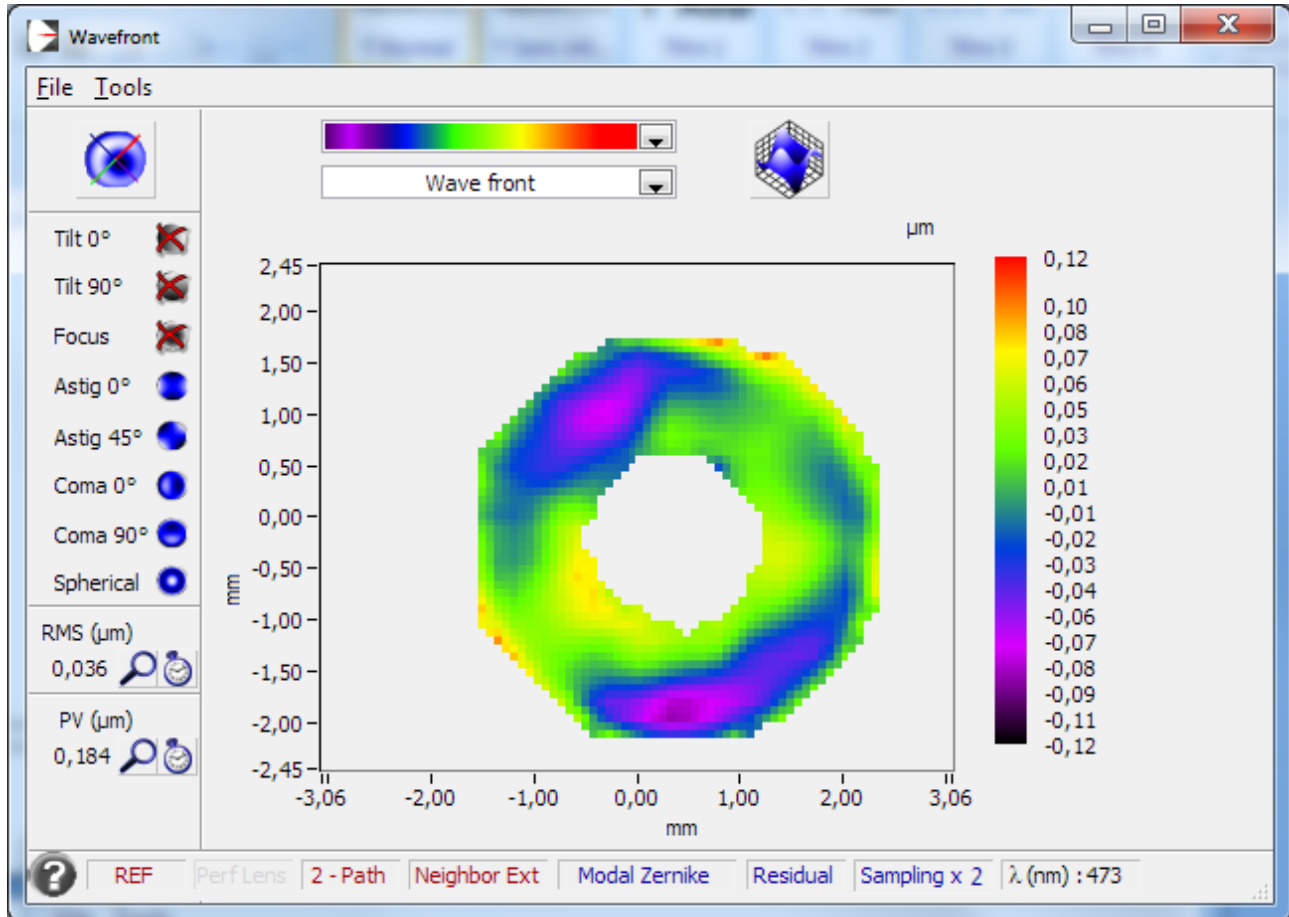 Wavefront
File Tools
Wave front
Tilt 0°
Tilt 90°
Focus
Astig 0°
Astig 45°
Coma 0°
Coma 90°
Spherical
RMS (µm)
0,036
PV (µm)
0,184
2,45
2,00
1,50
1,00
0,50
0,00
-0,50
-1,00
-1,50
-2,00
-2,45
mm
-3,06 -2,00 -1,00 0,00 1,00 2,00 3,06
mm
µm
0,12
0,10
0,08
0,07
0,06
0,05
0,03
0,02
0,01
-0,01
-0,02
-0,03
-0,04
-0,06
-0,07
-0,08
-0,09
-0,11
-0,12
? REF Perf Lens 2 - Path Neighbor Ext Modal Zernike Residual Sampling x 2 λ (nm) : 473